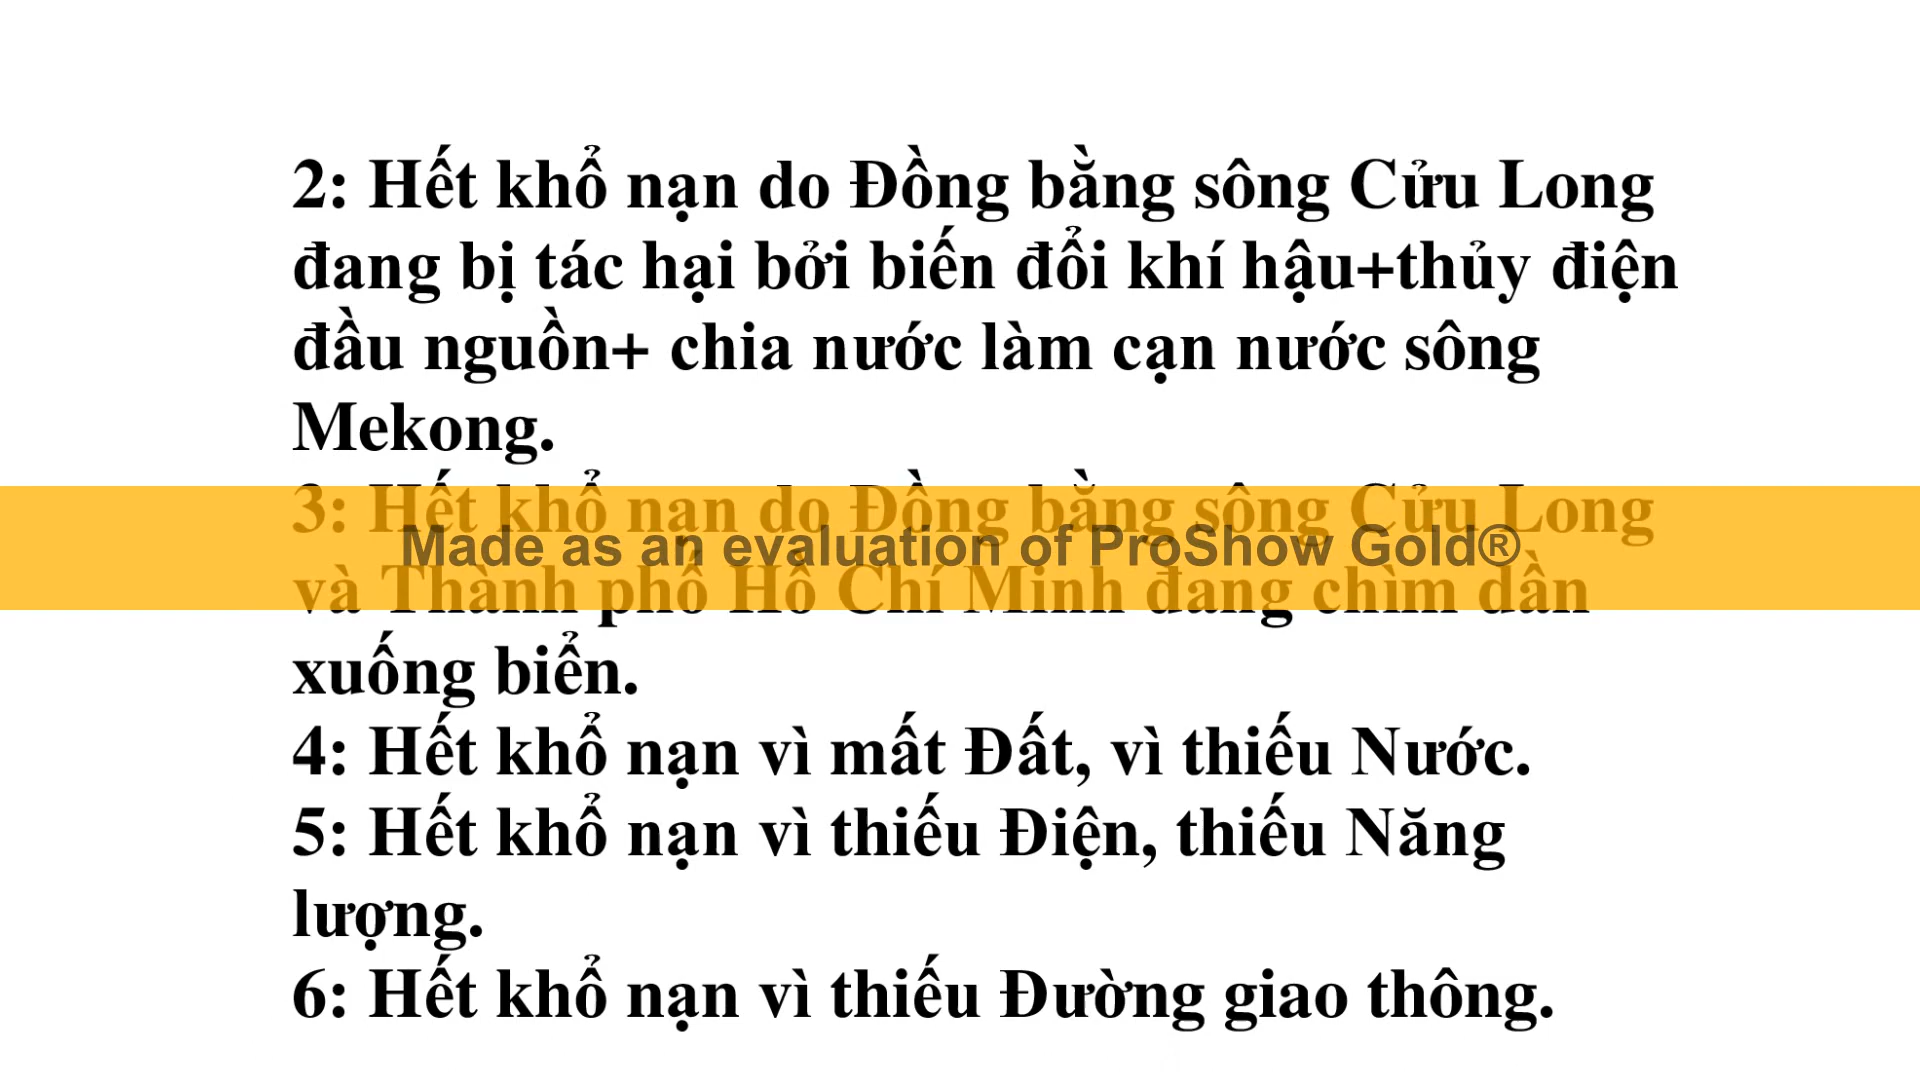 2: Hết khổ nạn do Đồng bằng sông Cửu Long
đang bị tác hại bởi biến đổi khí hậu+thủy điện
đầu nguồn+ chia nước làm cạn nước sông
Mekong.
3: Hết khổ nạn do Đồng bằng sông Cửu Long
Made as an evaluation of ProShow Gold®
và Thành phố Hồ Chí Minh đang chìm dần
xuống biển.
4: Hết khổ nạn vì mất Đất, vì thiếu Nước.
5: Hết khổ nạn vì thiếu Điện, thiếu Năng
lượng.
6: Hết khổ nạn vì thiếu Đường giao thông.